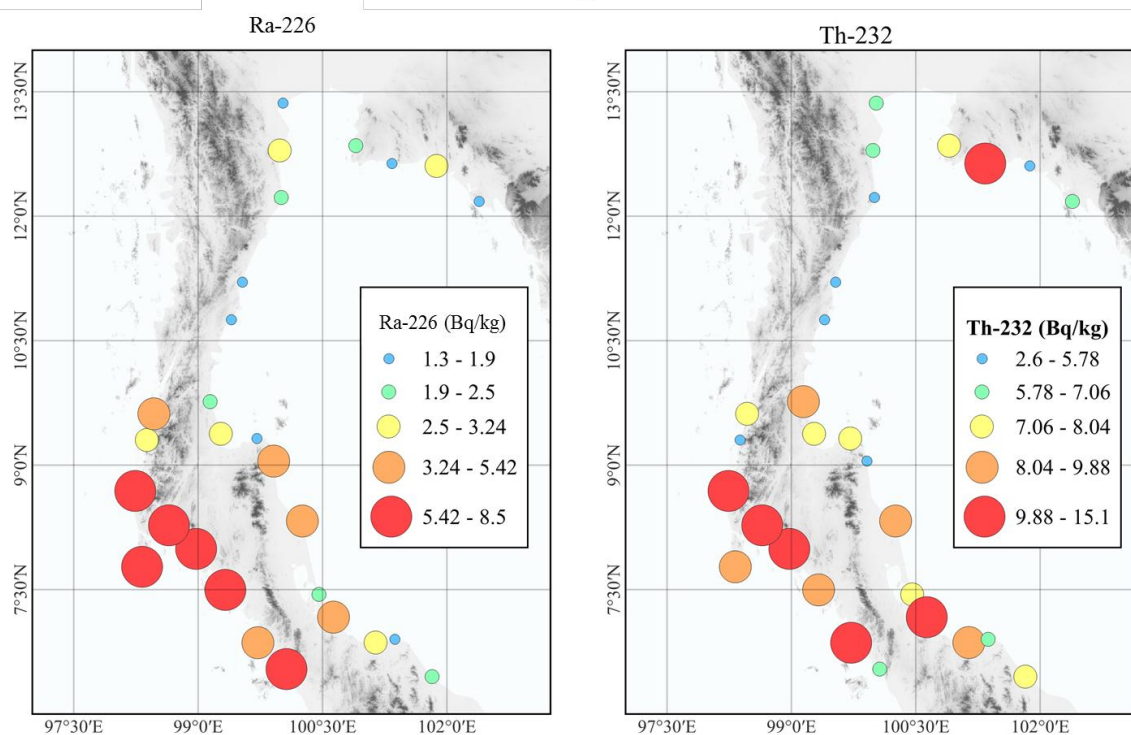 Ra-226
Th-232
13°30'N
12°0'N
10°30'N
9°0'N
7°30'N
97°30'E
99°0'E
100°30'E
102°0'E
Ra-226 (Bq/kg)
1.3 - 1.9
1.9 - 2.5
2.5 - 3.24
3.24 - 5.42
5.42 - 8.5
13°30'N
12°0'N
10°30'N
9°0'N
7°30'N
97°30'E
99°0'E
100°30'E
102°0'E
Th-232 (Bq/kg)
2.6 - 5.78
5.78 - 7.06
7.06 - 8.04
8.04 - 9.88
9.88 - 15.1